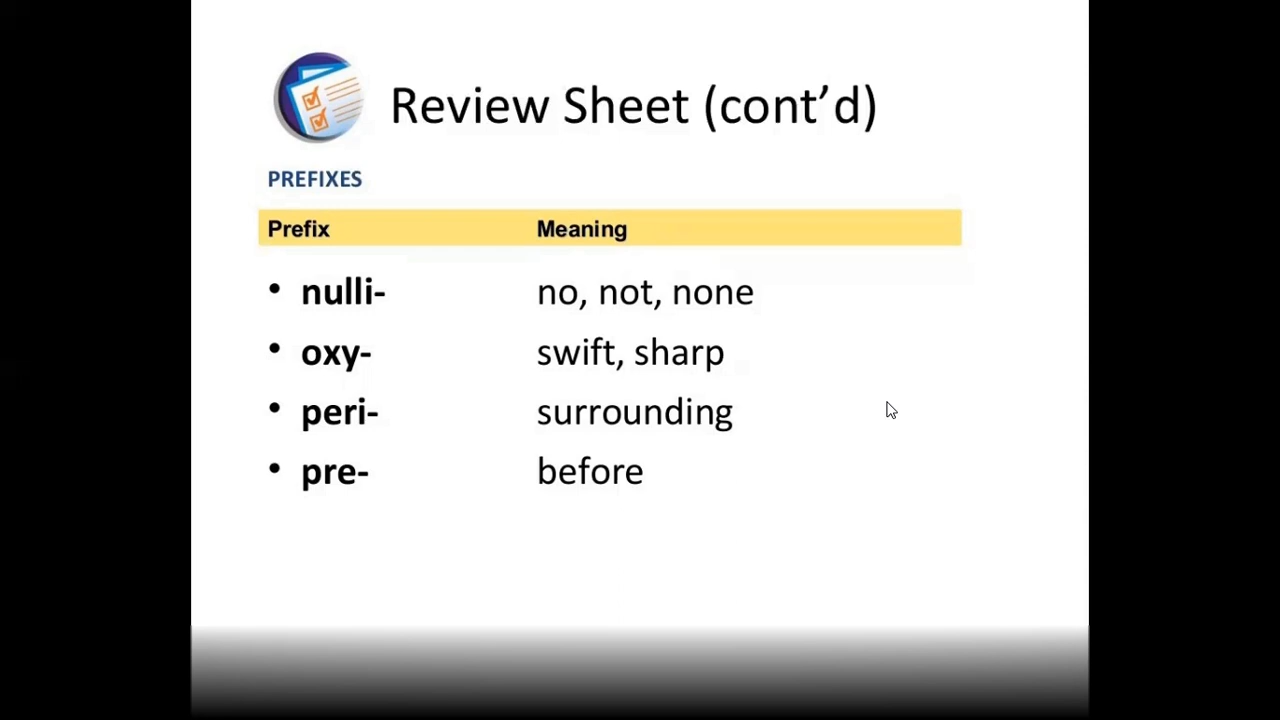 Review Sheet (cont’d)
PREFIXES
Prefix Meaning
• nulli- no, not, none
• oxy- swift, sharp
• peri- surrounding
• pre- before